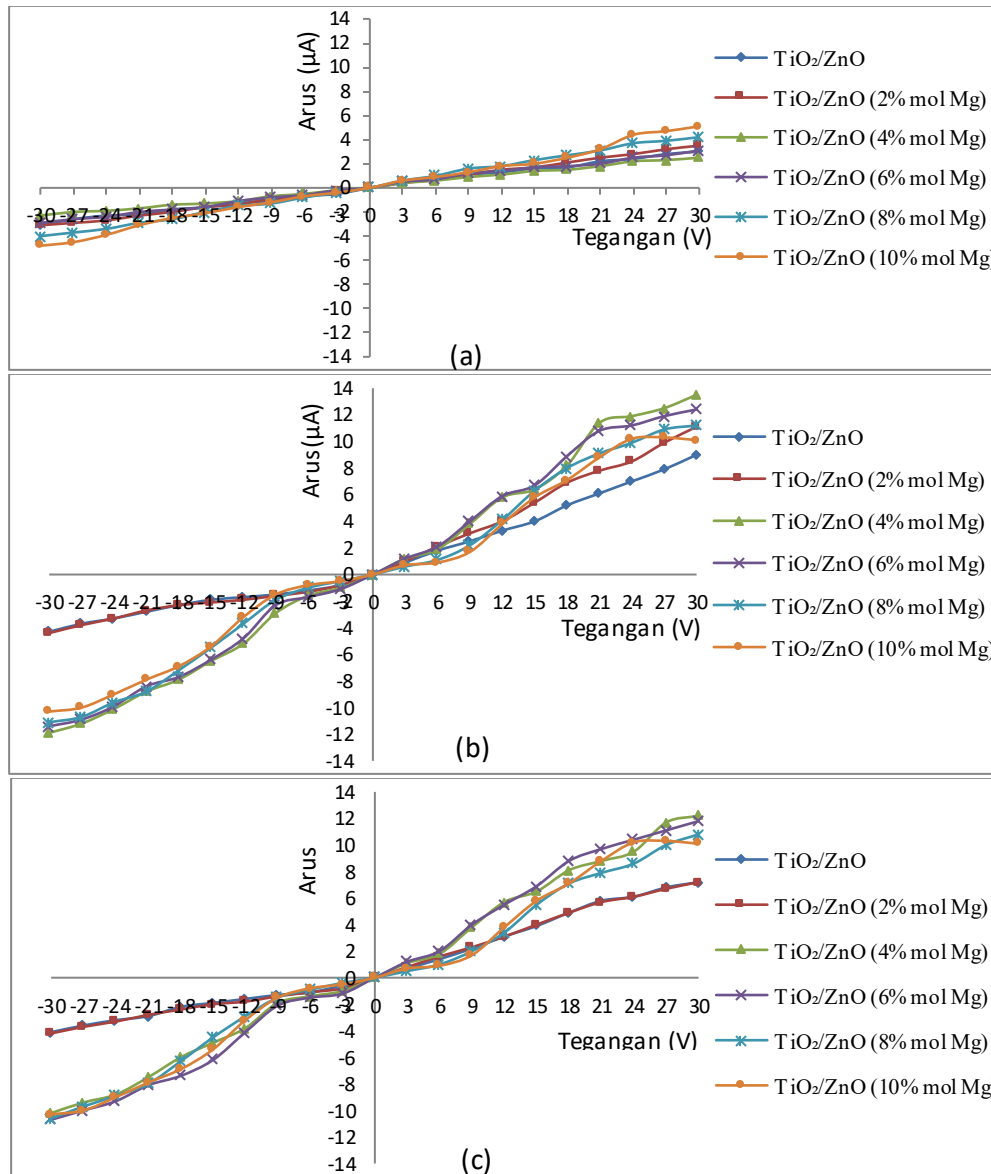 14
12
10
8
6
4
2
0
-2
-4
-6
-8
-10
-12
-14
Arus (µA)
-30 -27 -24 -21 -18 -15 -12 -9 -6 -3 0 3 6 9 12 15 18 21 24 27 30
Tegangan (V)
TiO₂/ZnO
TiO₂/ZnO (2% mol Mg)
TiO₂/ZnO (4% mol Mg)
TiO₂/ZnO (6% mol Mg)
TiO₂/ZnO (8% mol Mg)
TiO₂/ZnO (10% mol Mg)
(a)
14
12
10
8
6
4
2
0
-2
-4
-6
-8
-10
-12
-14
Arus(µA)
-30 -27 -24 -21 -18 -15 -12 -9 -6 -3 0 3 6 9 12 15 18 21 24 27 30
Tegangan (V)
TiO₂/ZnO
TiO₂/ZnO (2% mol Mg)
TiO₂/ZnO (4% mol Mg)
TiO₂/ZnO (6% mol Mg)
TiO₂/ZnO (8% mol Mg)
TiO₂/ZnO (10% mol Mg)
(b)
14
12
10
8
6
4
2
0
-2
-4
-6
-8
-10
-12
-14
Arus
-30 -27 -24 -21 -18 -15 -12 -9 -6 -3 0 3 6 9 12 15 18 21 24 27 30
Tegangan (V)
TiO₂/ZnO
TiO₂/ZnO (2% mol Mg)
TiO₂/ZnO (4% mol Mg)
TiO₂/ZnO (6% mol Mg)
TiO₂/ZnO (8% mol Mg)
TiO₂/ZnO (10% mol Mg)
(c)